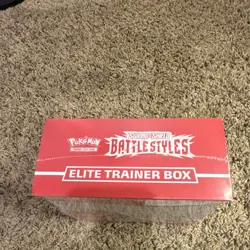 Pokémon
SWORD & SHIELD
BATTLE STYLES
ELITE TRAINER BOX